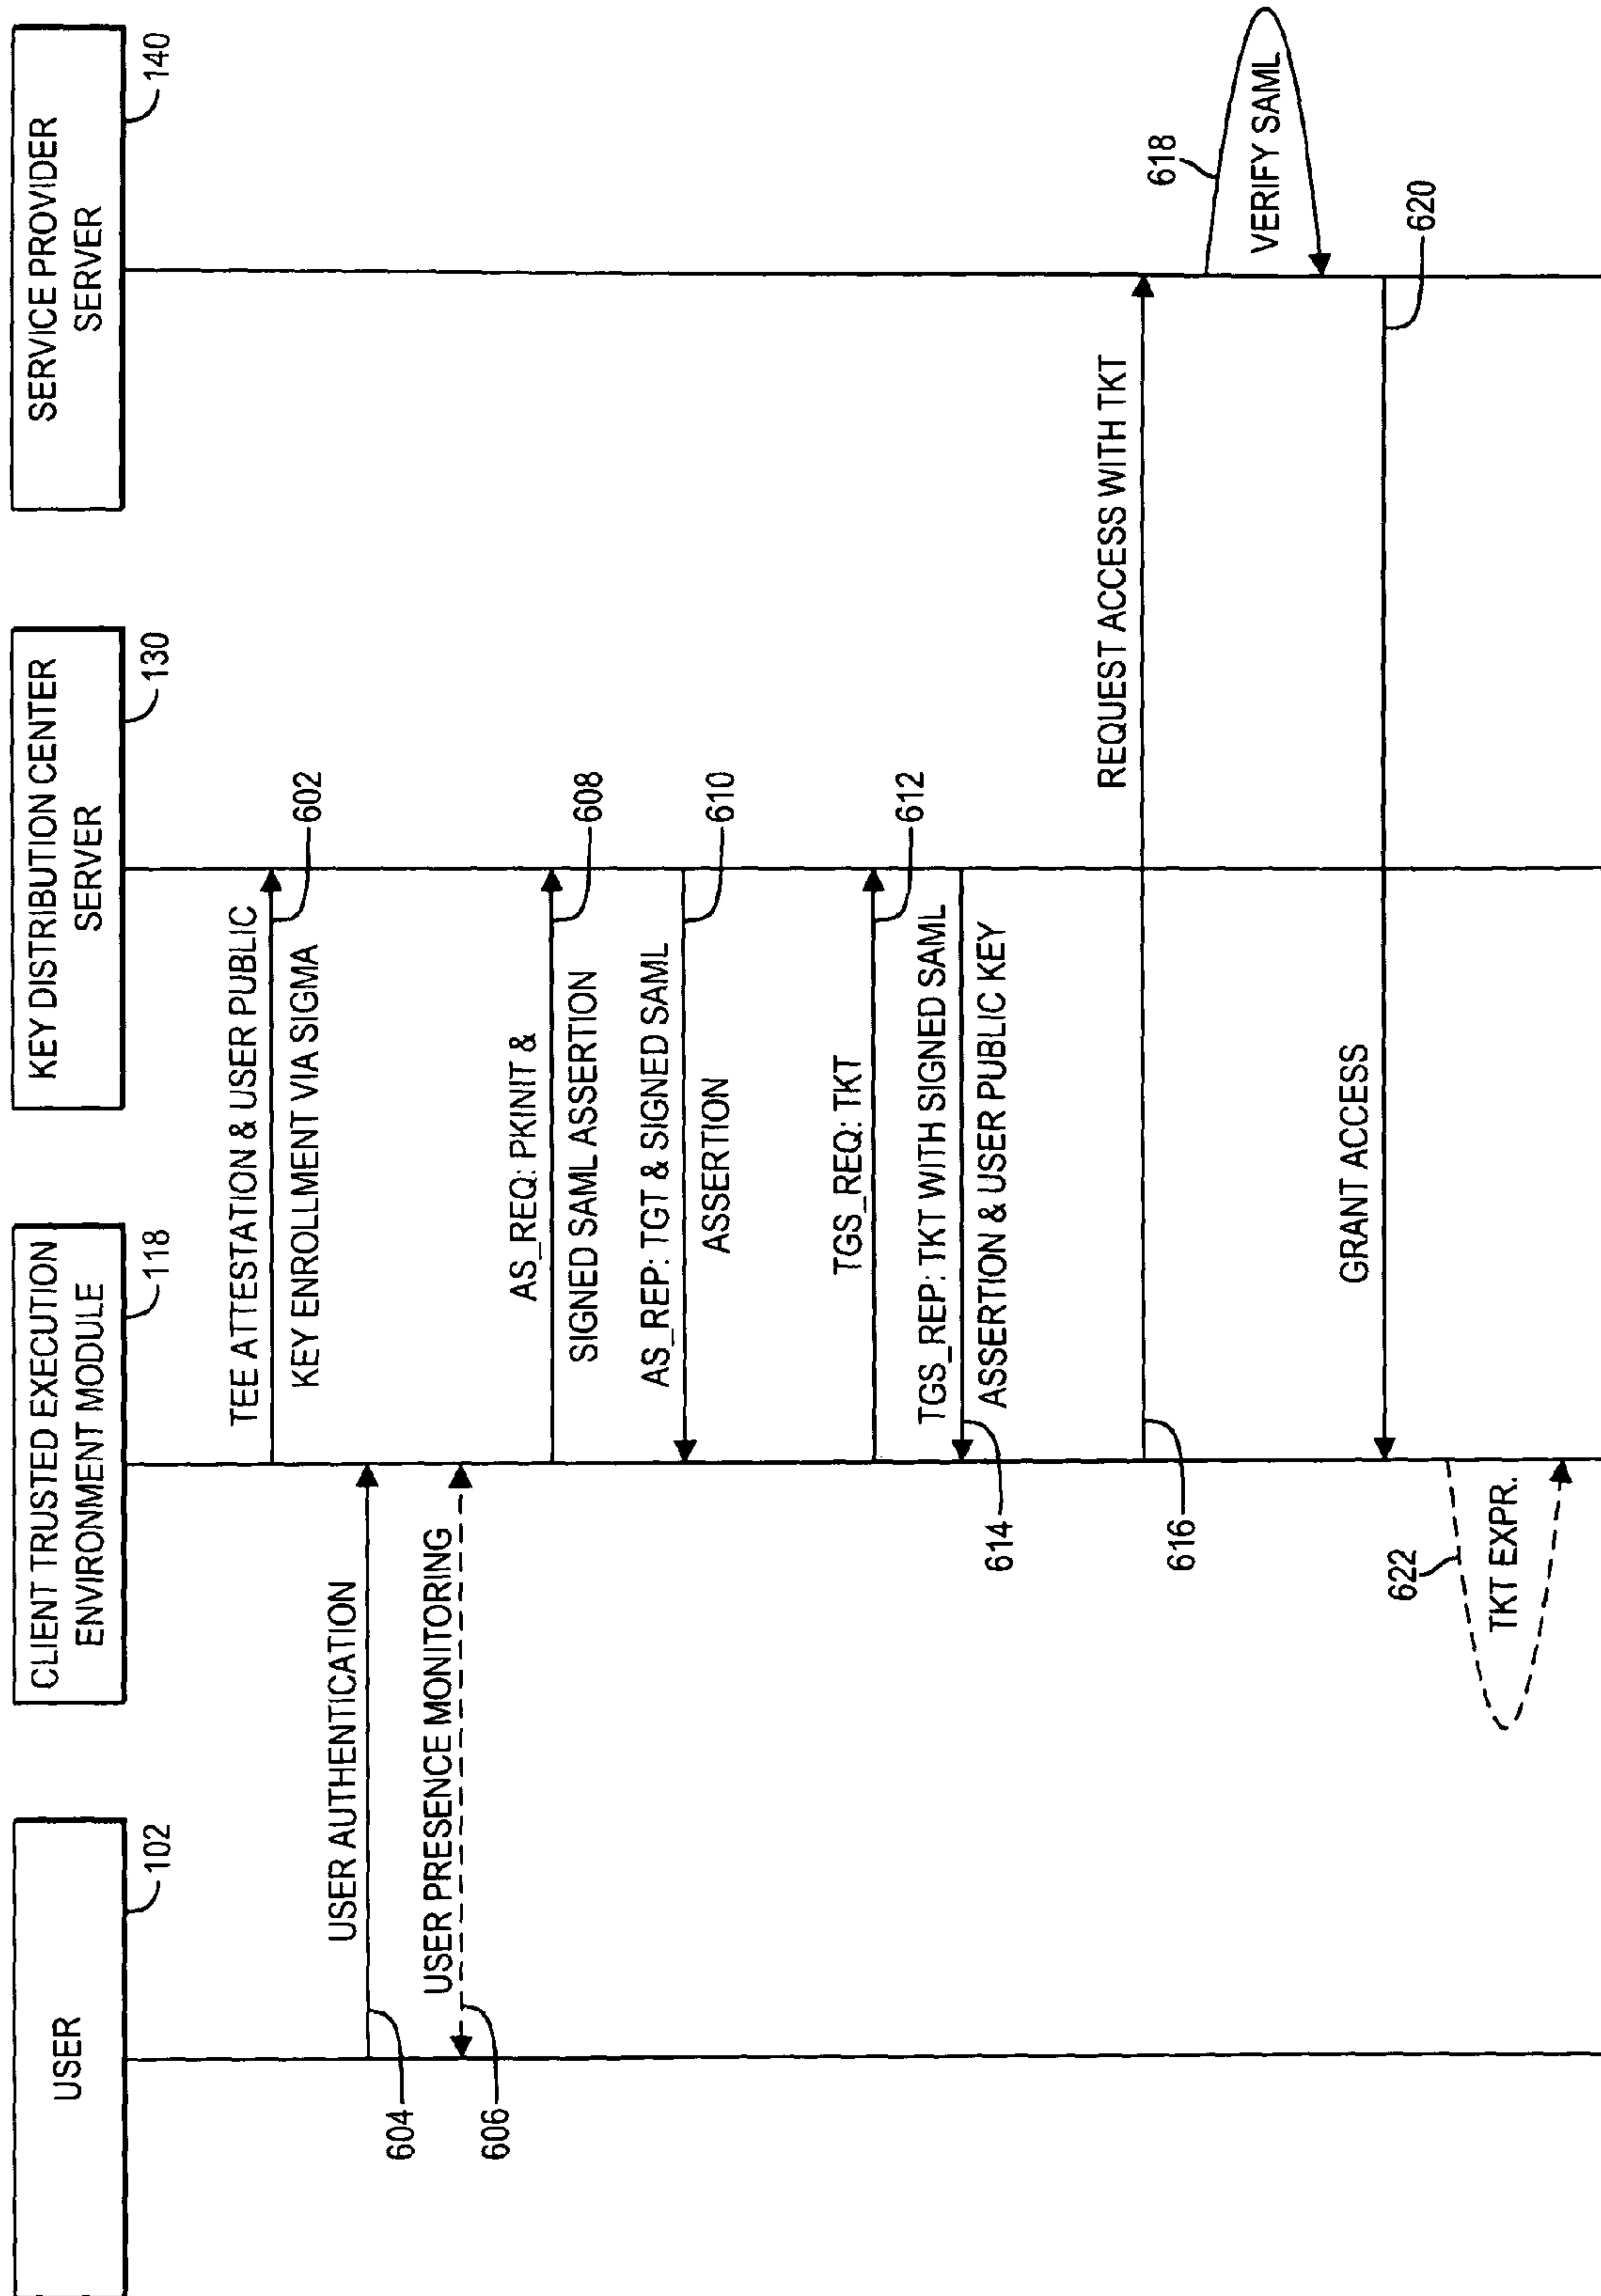 USER
102
CLIENT TRUSTED EXECUTION
ENVIRONMENT MODULE
118
KEY DISTRIBUTION CENTER
SERVER
130
SERVICE PROVIDER
SERVER
140
TEE ATTESTATION & USER PUBLIC
KEY ENROLLMENT VIA SIGMA
602
USER AUTHENTICATION
604
USER PRESENCE MONITORING
606
AS_REQ: PKINIT &
SIGNED SAML ASSERTION
608
AS_REP: TGT & SIGNED SAML
ASSERTION
610
TGS_REQ: TKT
612
TGS_REP: TKT WITH SIGNED SAML
ASSERTION & USER PUBLIC KEY
614
REQUEST ACCESS WITH TKT
616
618
VERIFY SAML
GRANT ACCESS
620
622
TKT EXPR.